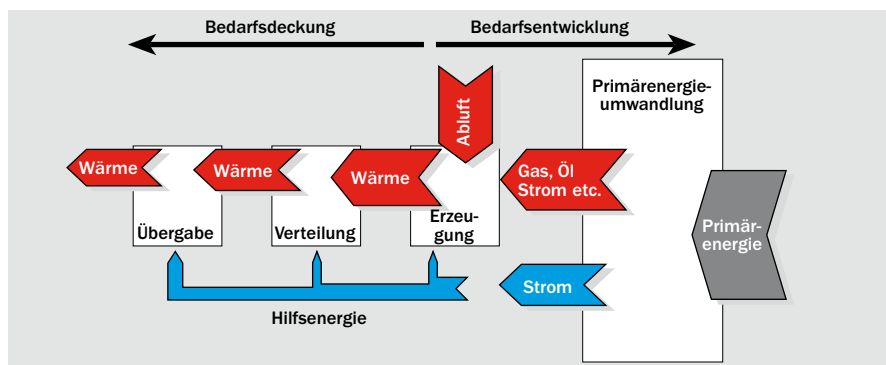 Bedarfsdeckung
Bedarfsentwicklung
Primärenergie-
umwandlung
Abluft
Wärme
Wärme
Wärme
Gas, Öl
Strom etc.
Übergabe
Verteilung
Erzeu-
gung
Primär-
energie
Strom
Hilfsenergie